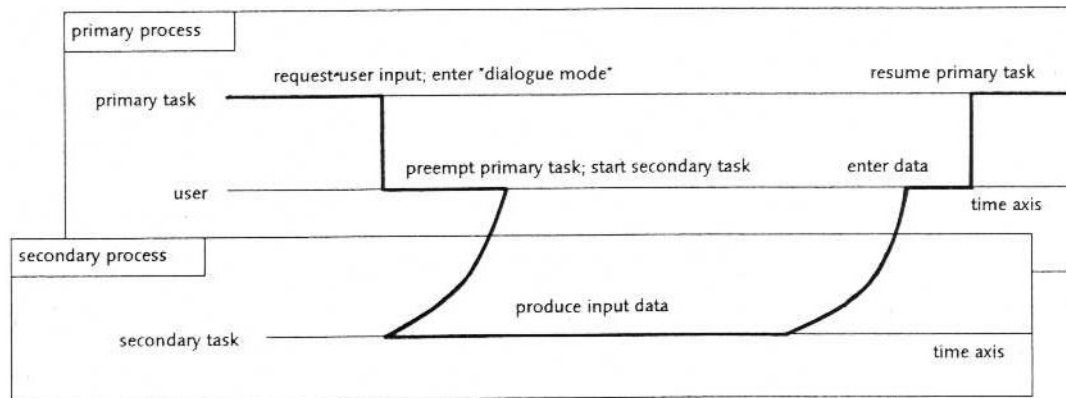 primary process
request user input; enter "dialogue mode"
resume primary task
primary task
preempt primary task; start secondary task
enter data
user
time axis
secondary process
produce input data
secondary task
time axis